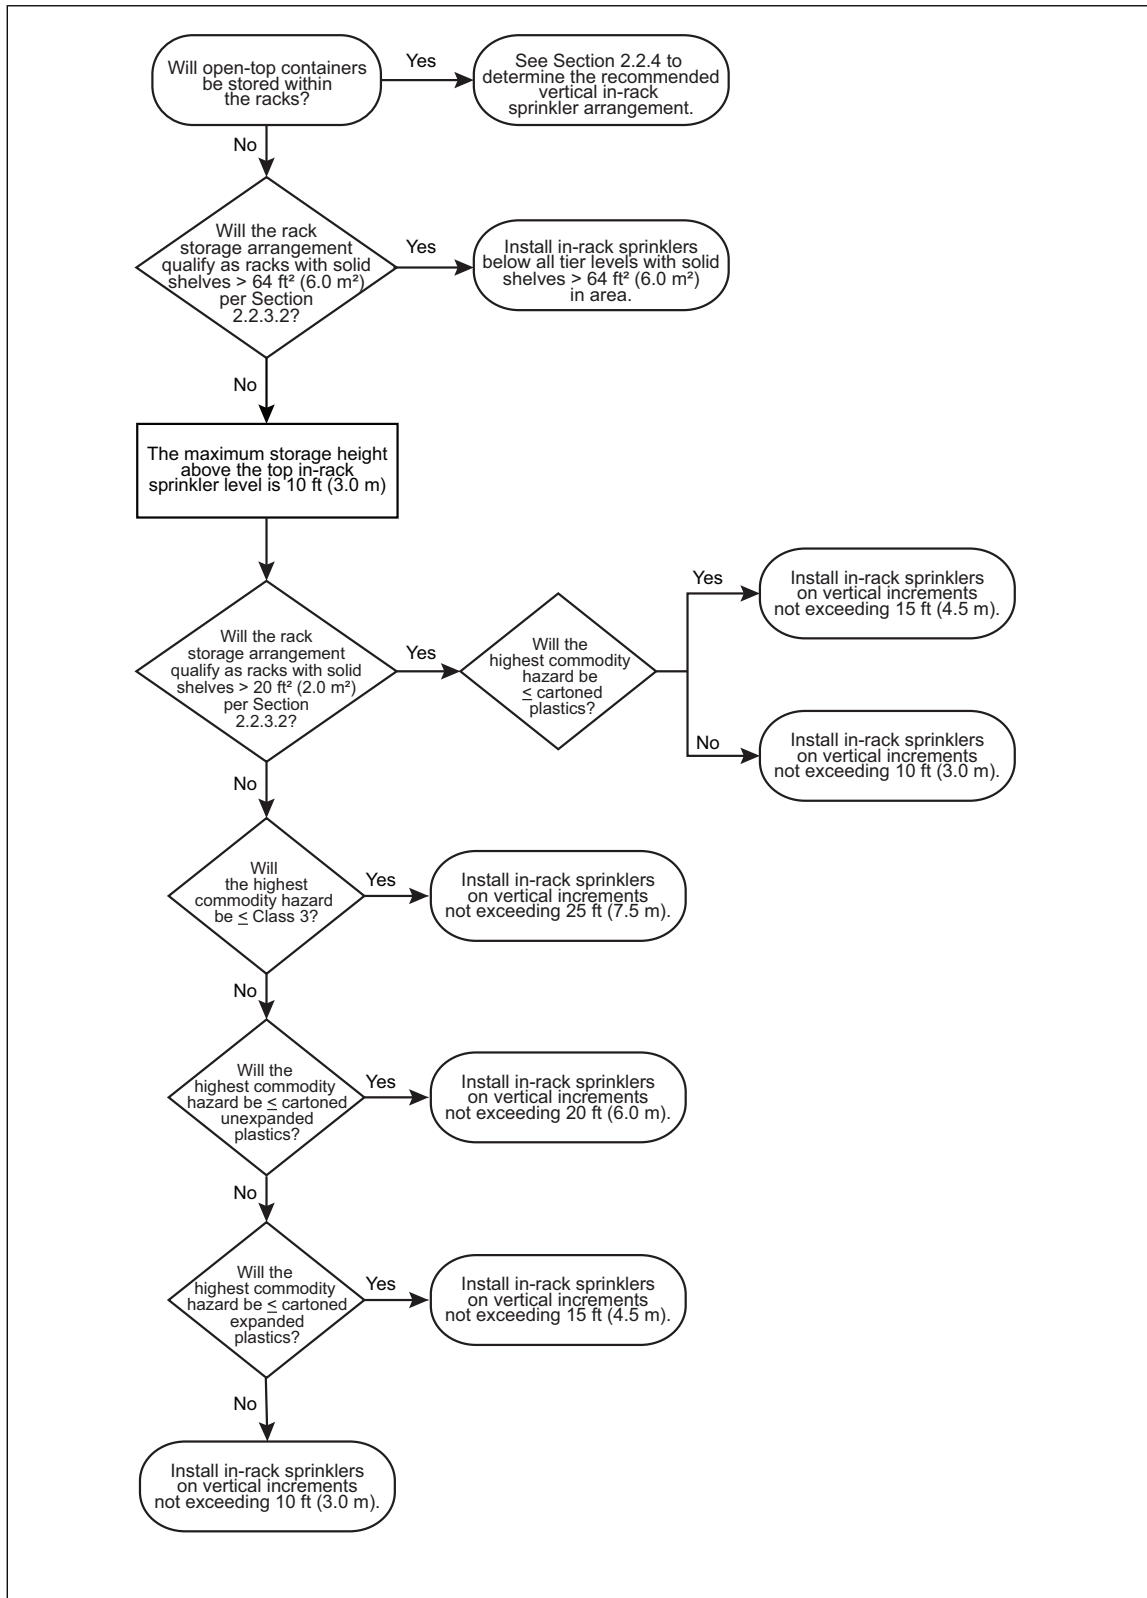 Will open-top containers
be stored within
the racks?
Yes
See Section 2.2.4 to
determine the recommended
vertical in-rack
sprinkler arrangement.
No
Will the rack
storage arrangement
qualify as racks with solid
shelves > 64 ft² (6.0 m²)
per Section
2.2.3.2?
Yes
Install in-rack sprinklers
below all tier levels with solid
shelves > 64 ft² (6.0 m²)
in area.
No
The maximum storage height
above the top in-rack
sprinkler level is 10 ft (3.0 m)
Will the rack
storage arrangement
qualify as racks with solid
shelves > 20 ft² (2.0 m²)
per Section
2.2.3.2?
Yes
Will the
highest commodity
hazard be
≤ cartoned
plastics?
Yes
Install in-rack sprinklers
on vertical increments
not exceeding 15 ft (4.5 m).
No
Install in-rack sprinklers
on vertical increments
not exceeding 10 ft (3.0 m).
No
Will
the highest
commodity hazard
be ≤ Class 3?
Yes
Install in-rack sprinklers
on vertical increments
not exceeding 25 ft (7.5 m).
No
Will the
highest commodity
hazard be ≤ cartoned
unexpanded
plastics?
Yes
Install in-rack sprinklers
on vertical increments
not exceeding 20 ft (6.0 m).
No
Will the
highest commodity
hazard be ≤ cartoned
expanded
plastics?
Yes
Install in-rack sprinklers
on vertical increments
not exceeding 15 ft (4.5 m).
No
Install in-rack sprinklers
on vertical increments
not exceeding 10 ft (3.0 m).